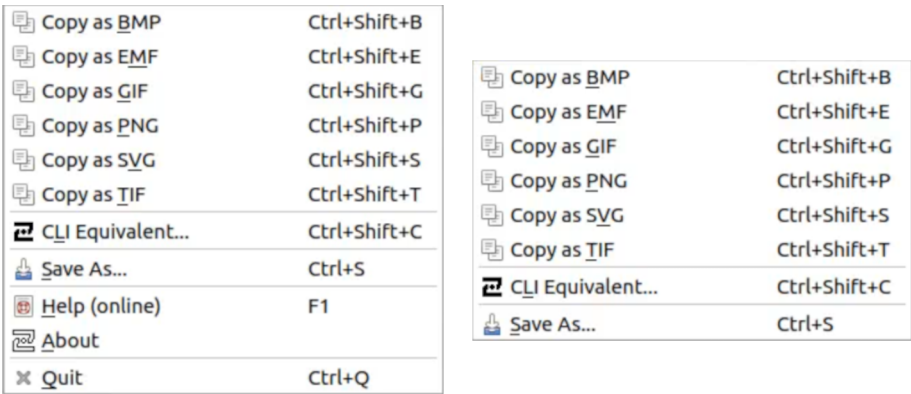 Copy as BMP Ctrl+Shift+B
Copy as EMF Ctrl+Shift+E
Copy as GIF Ctrl+Shift+G
Copy as PNG Ctrl+Shift+P
Copy as SVG Ctrl+Shift+S
Copy as TIF Ctrl+Shift+T
CLI Equivalent... Ctrl+Shift+C
Save As... Ctrl+S
Help (online) F1
About
Quit Ctrl+Q
Copy as BMP Ctrl+Shift+B
Copy as EMF Ctrl+Shift+E
Copy as GIF Ctrl+Shift+G
Copy as PNG Ctrl+Shift+P
Copy as SVG Ctrl+Shift+S
Copy as TIF Ctrl+Shift+T
CLI Equivalent... Ctrl+Shift+C
Save As... Ctrl+S